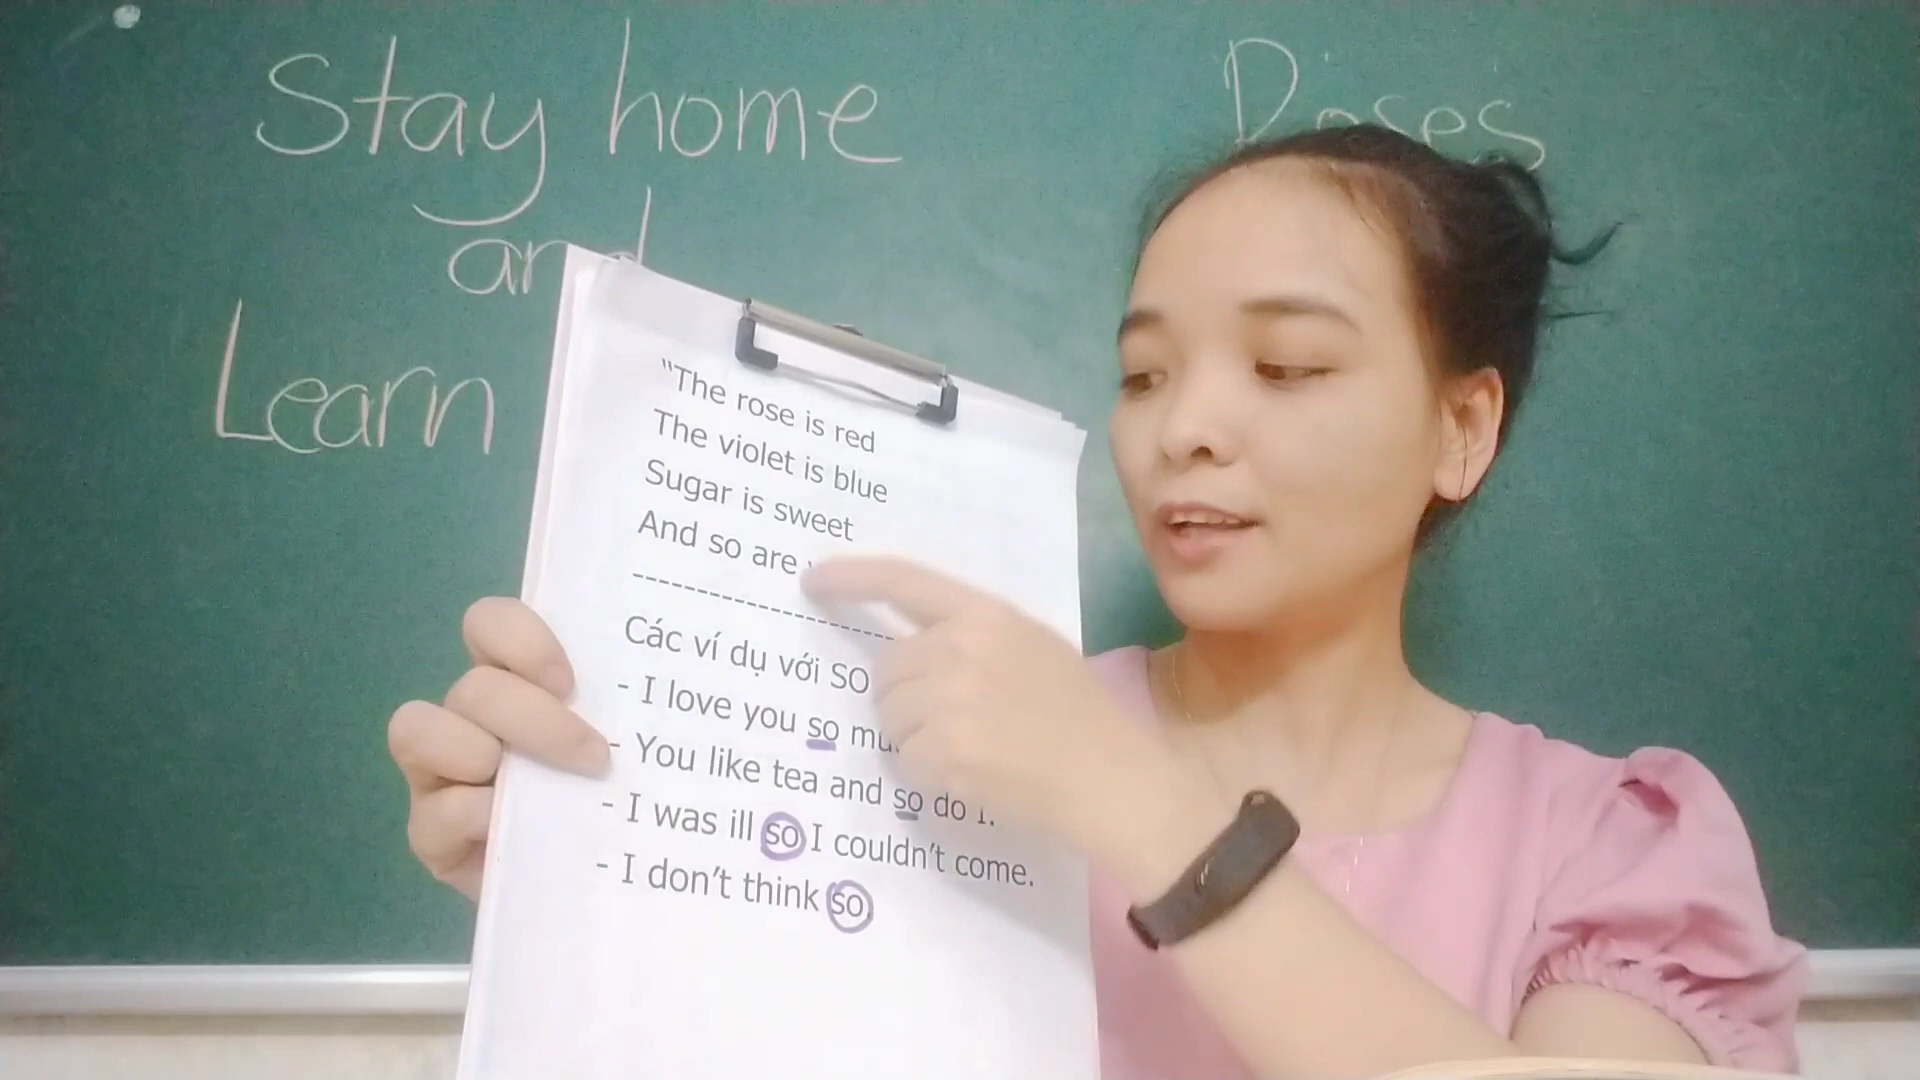 Stay home
and
Learn
Roses
“The rose is red
The violet is blue
Sugar is sweet
And so are
--------------------
Các ví dụ với SO
- I love you so
- You like tea and so do I.
- I was ill so I couldn't come.
- I don't think so.